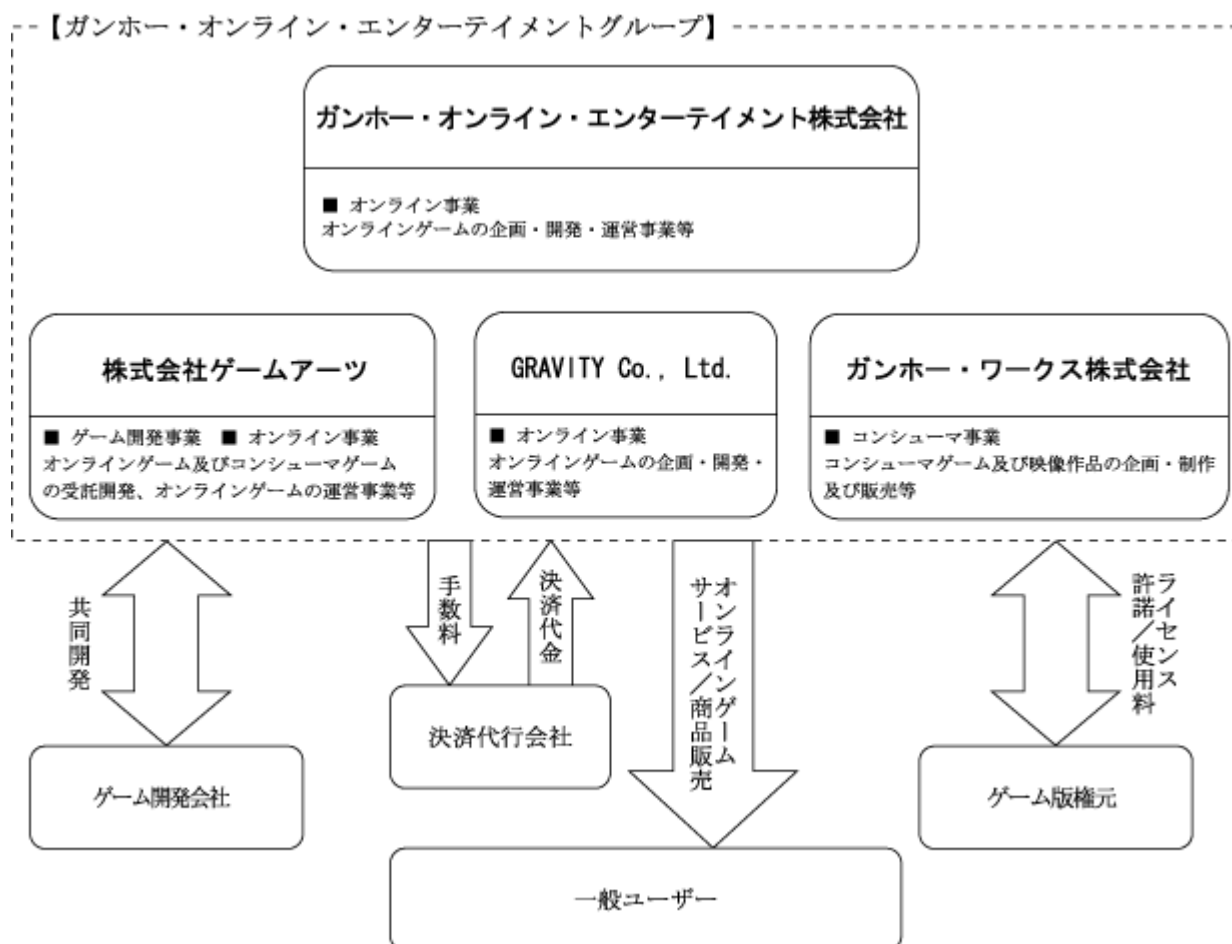 【ガンホー・オンライン・エンターテイメントグループ】
ガンホー・オンライン・エンターテイメント株式会社
■ オンライン事業
オンラインゲームの企画・開発・運営事業等
株式会社ゲームアーツ
■ ゲーム開発事業 ■ オンライン事業
オンラインゲーム及びコンシューマゲーム
の受託開発、オンラインゲームの運営事業等
GRAVITY Co., Ltd.
■ オンライン事業
オンラインゲームの企画・開発・
運営事業等
ガンホー・ワークス株式会社
■ コンシューマ事業
コンシューマゲーム及び映像作品の企画・制作
及び販売等
共同開発
手数料
決済代金
オンラインゲーム
サービス／商品販売
ライセンス
許諾／使用料
ゲーム開発会社
決済代行会社
ゲーム版権元
一般ユーザー